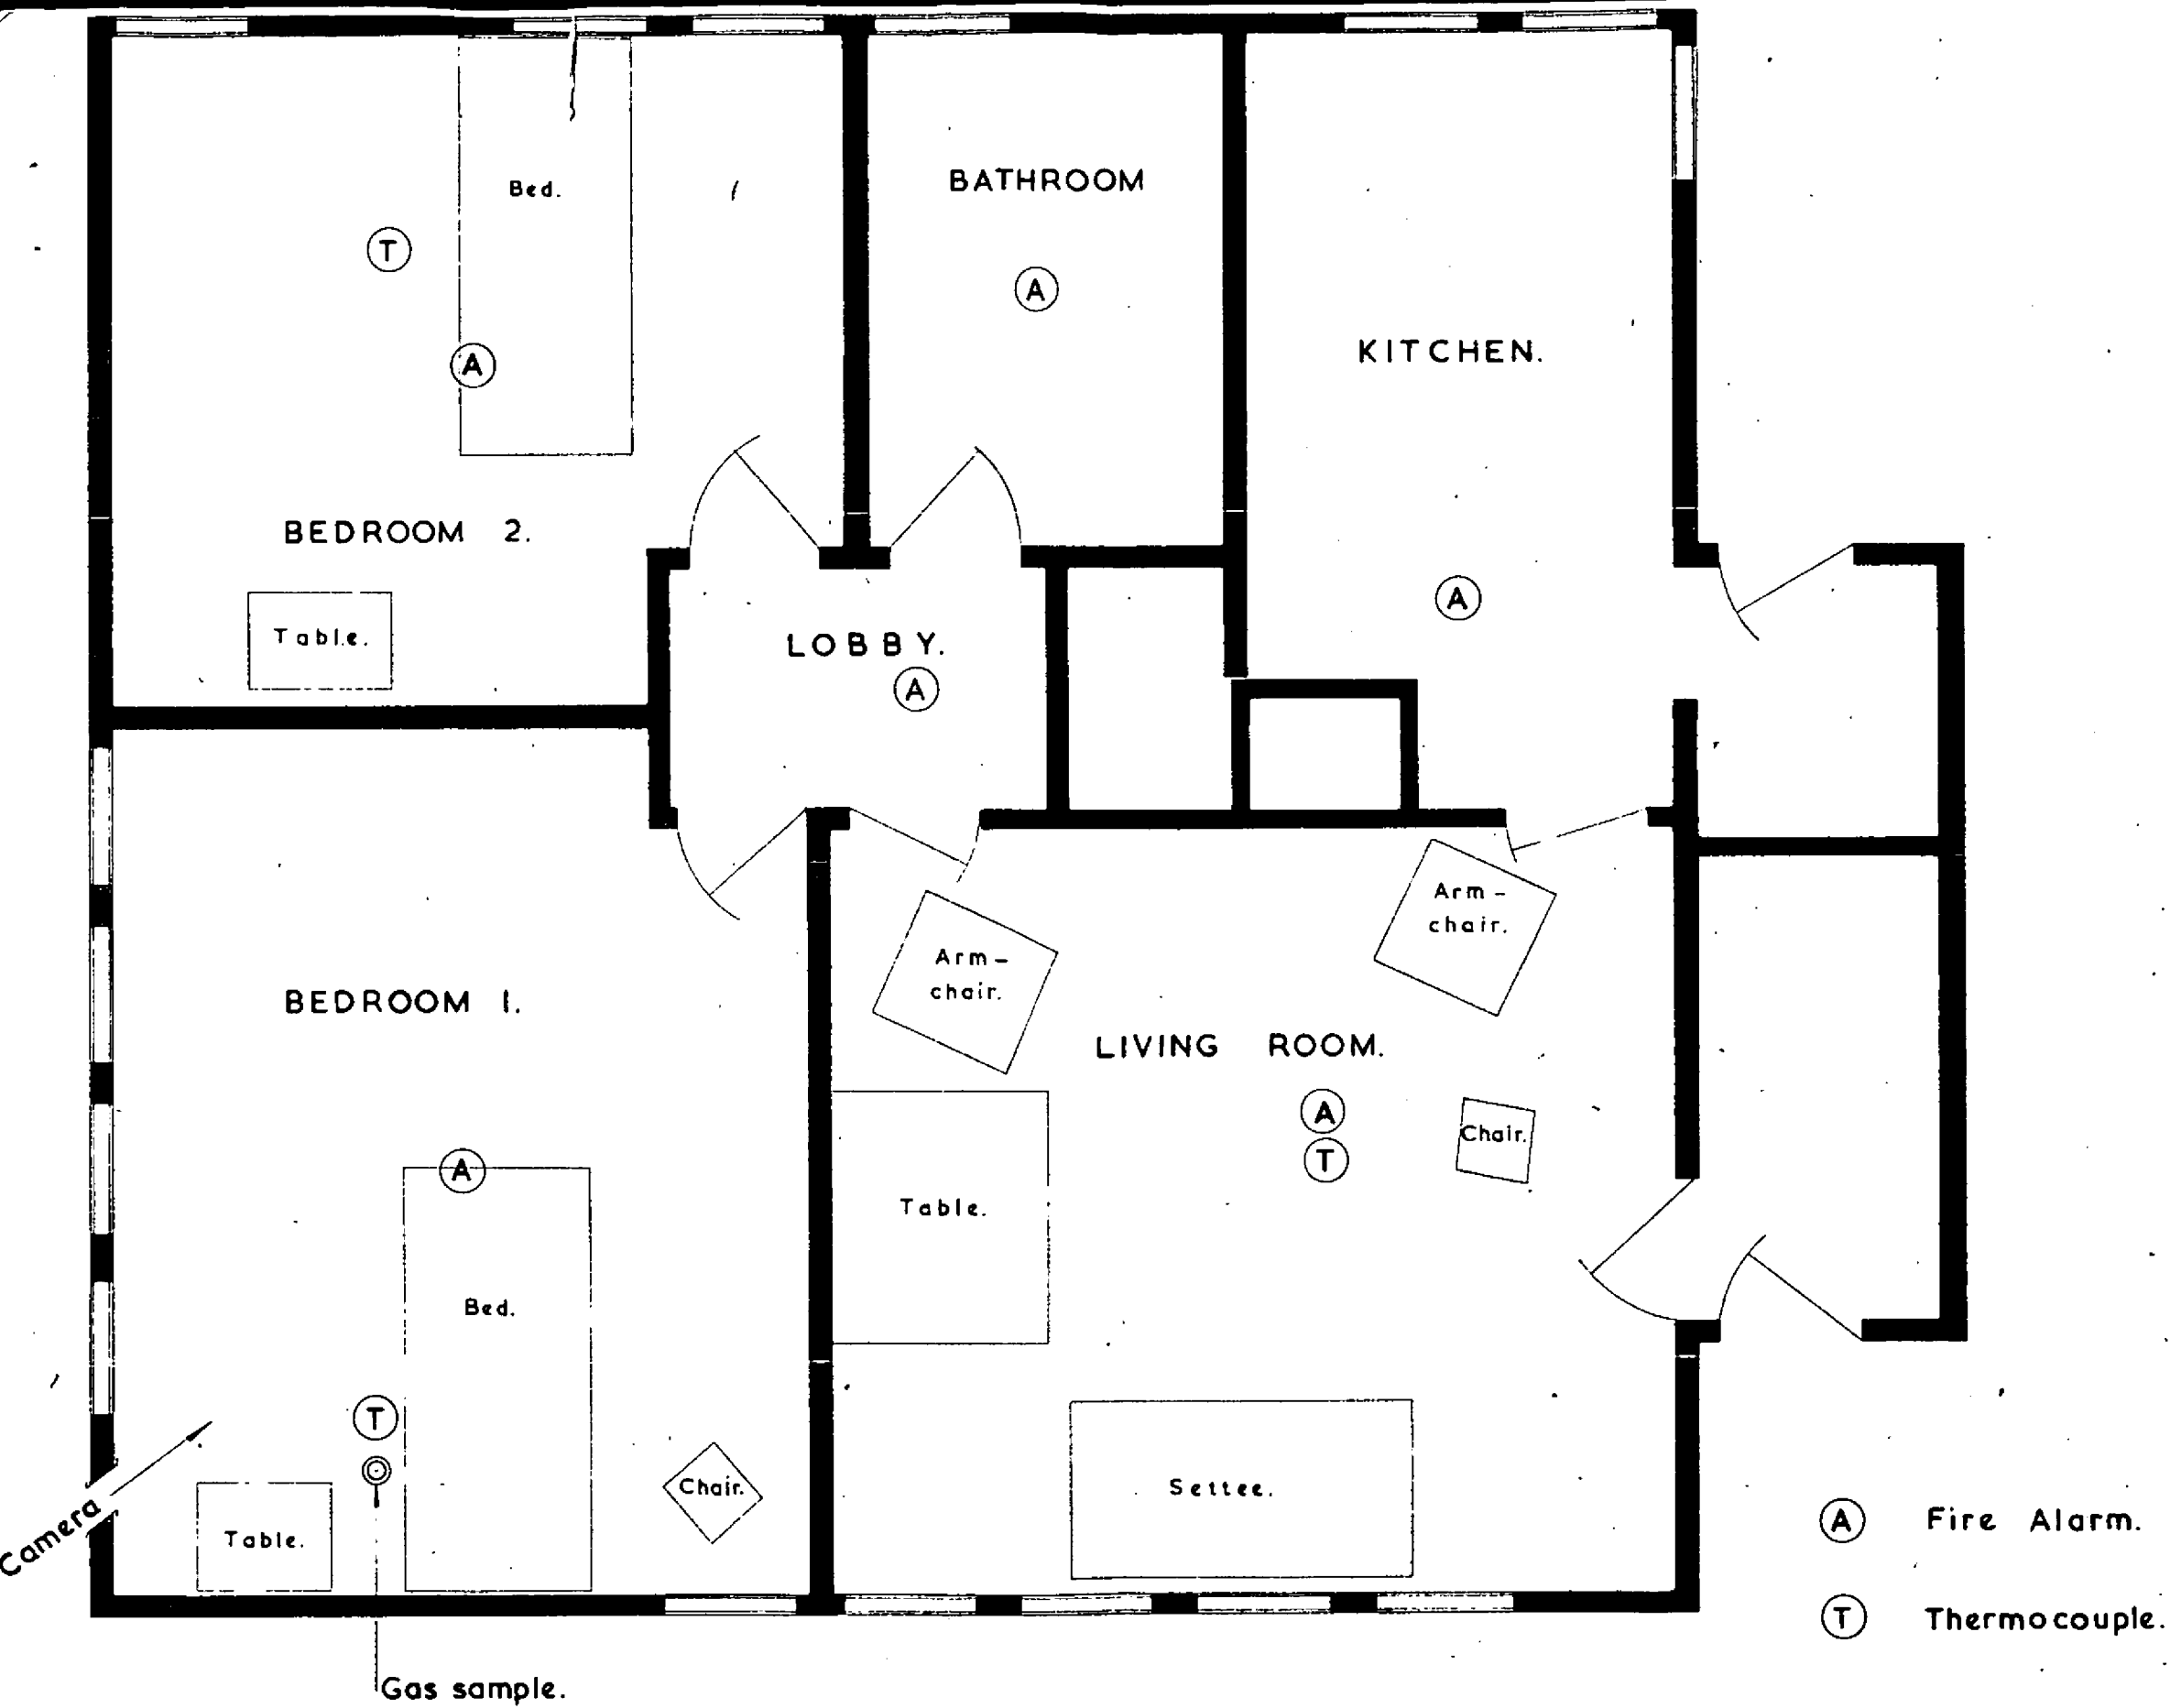 Bed.
BATHROOM
T
A
KITCHEN.
A
BEDROOM 2.
A
Table.
LOBBY.
A
Arm-
chair.
Arm-
chair.
BEDROOM 1.
LIVING ROOM.
A
Chair.
T
A
Table.
Bed.
T
Chair.
Settee.
Table.
Camera
A Fire Alarm.
T Thermocouple.
Gas sample.